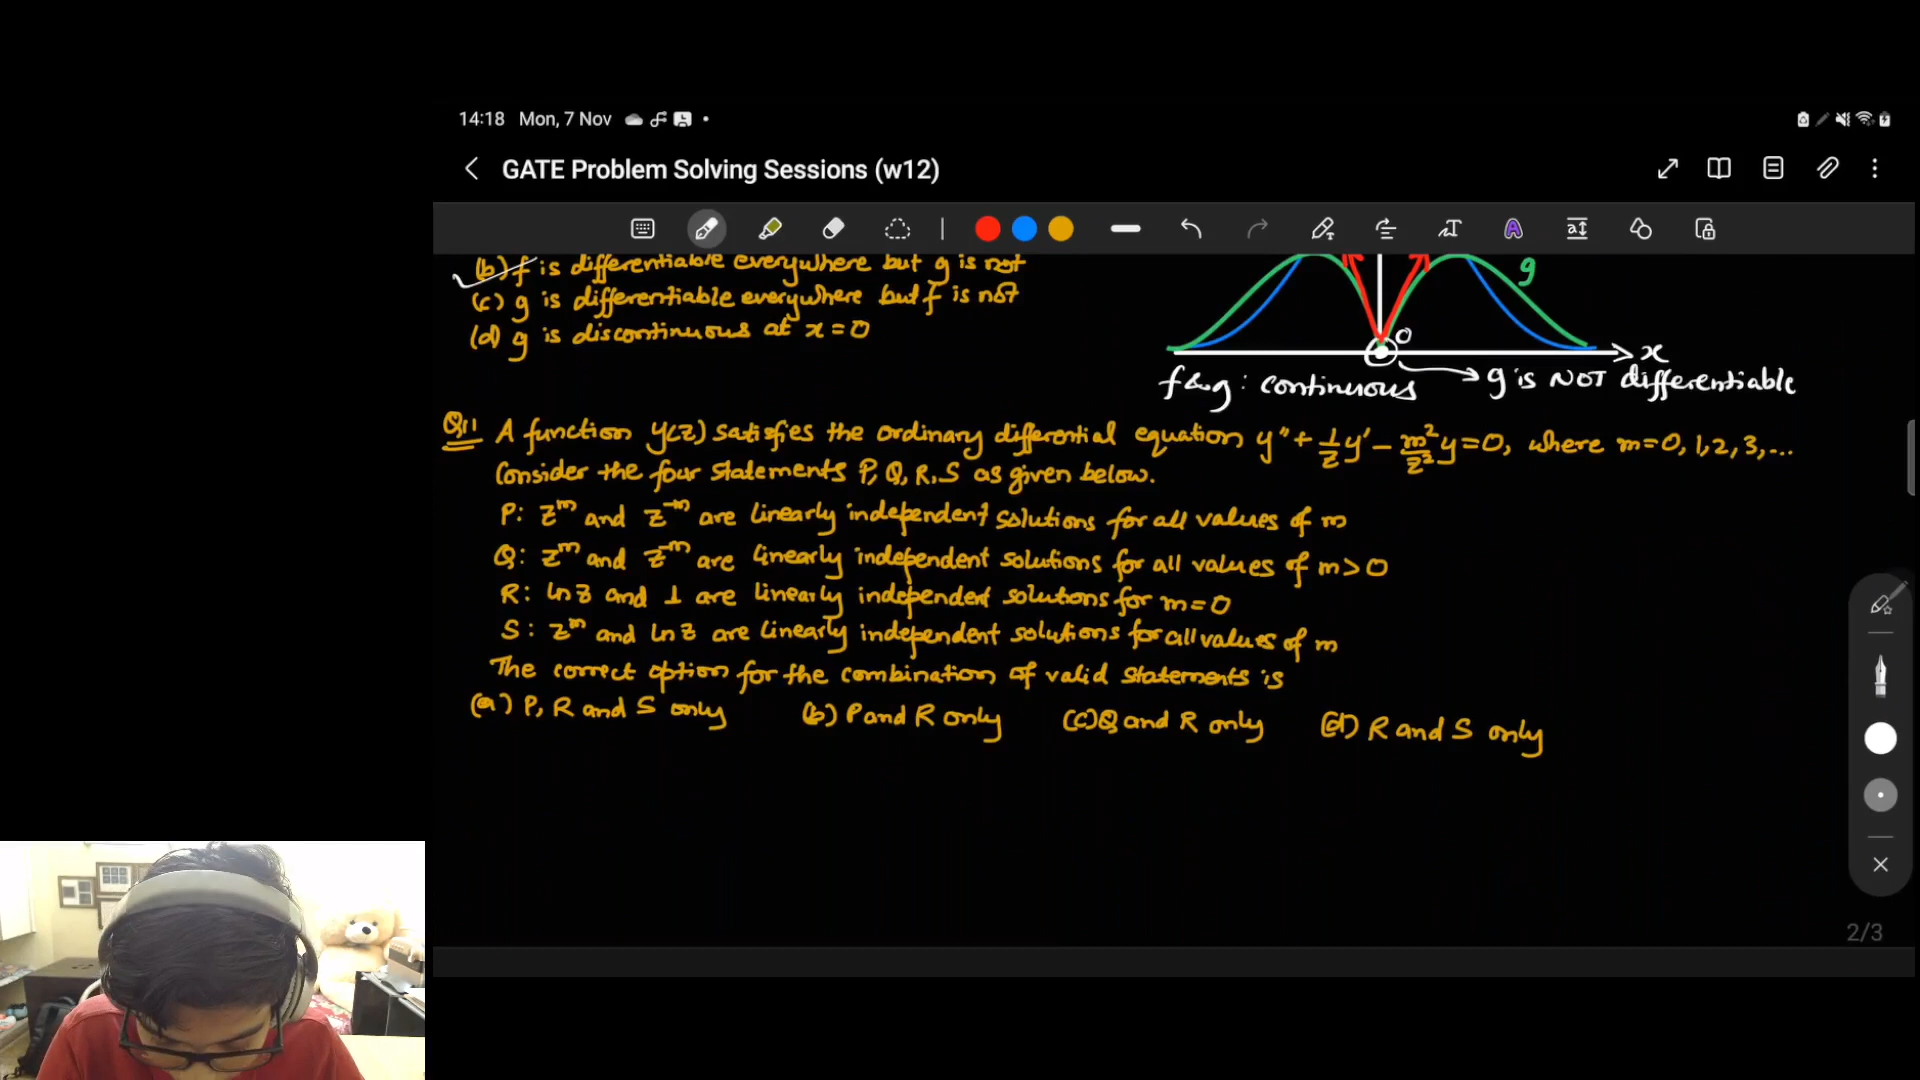 14:18 Mon, 7 Nov
GATE Problem Solving Sessions (w12)
(b) f is differentiable everywhere but g is not
(c) g is differentiable everywhere but f is not
(d) g is discontinuous at x=0
g
0
x
f&g : continuous
g is NOT differentiable
Q11 A function y(z) satisfies the ordinary differential equation y″ + 1/z y′ − m²/z² y = 0, where m=0,1,2,3,...
Consider the four statements P, Q, R, S as given below.
P: z^m and z^-m are linearly independent solutions for all values of m
Q: z^m and z^-m are linearly independent solutions for all values of m>0
R: ln z and 1 are linearly independent solutions for m=0
S: z^m and ln z are linearly independent solutions for all values of m
The correct option for the combination of valid statements is
(a) P, R and S only (b) P and R only (c) Q and R only (d) R and S only
2/3